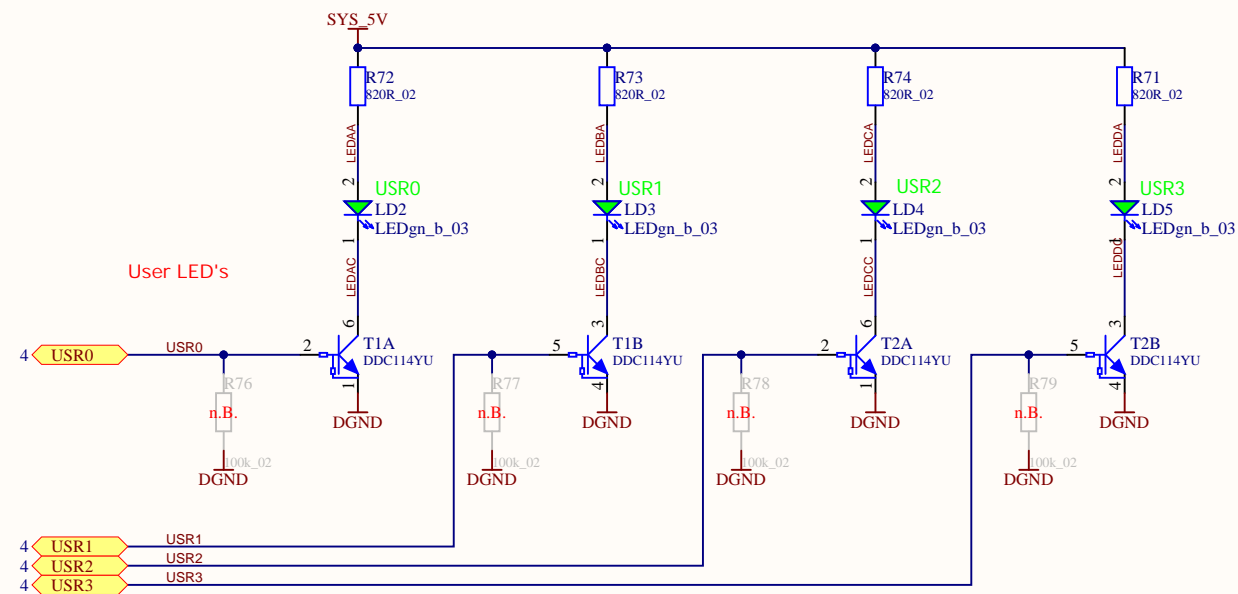 SYS_5V
R72
820R_02
R73
820R_02
R74
820R_02
R71
820R_02
LEDAA
LEDBA
LEDCA
LEDDA
2
USR0
2
USR1
2
USR2
2
USR3
LD2
LEDgn_b_03
LD3
LEDgn_b_03
LD4
LEDgn_b_03
LD5
LEDgn_b_03
1
1
1
1
LEDAC
LEDBC
LEDCC
LEDDC
User LED's
6
3
6
3
4 USR0
USR0
2
T1A
DDC114YU
5
T1B
DDC114YU
2
T2A
DDC114YU
5
T2B
DDC114YU
1
4
1
4
R76
R77
R78
R79
n.B.
n.B.
n.B.
n.B.
DGND
DGND
DGND
DGND
100k_02
100k_02
100k_02
100k_02
DGND
DGND
DGND
DGND
4 USR1
USR1
4 USR2
USR2
4 USR3
USR3